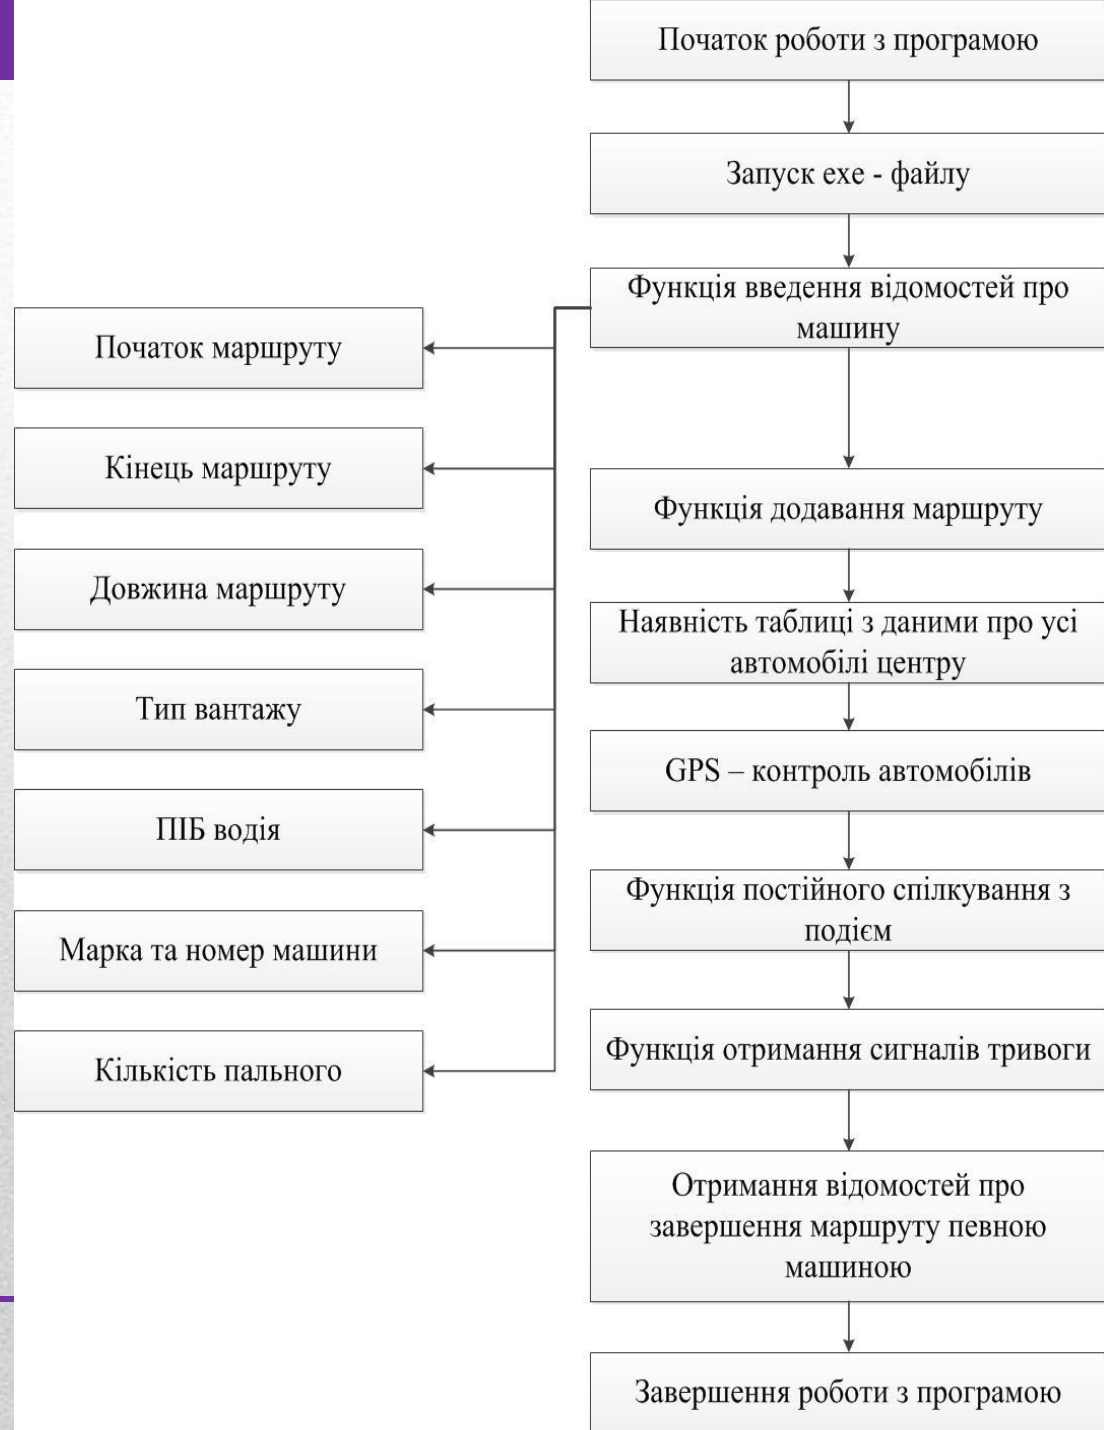 Початок роботи з програмою
Запуск exe - файлу
Функція введення відомостей про
машину
Початок маршруту
Кінець маршруту
Довжина маршруту
Тип вантажу
ПІБ водія
Марка та номер машини
Кількість пального
Функція додавання маршруту
Наявність таблиці з даними про усі
автомобілі центру
GPS – контроль автомобілів
Функція постійного спілкування з
подієм
Функція отримання сигналів тривоги
Отримання відомостей про
завершення маршруту певною
машиною
Завершення роботи з програмою